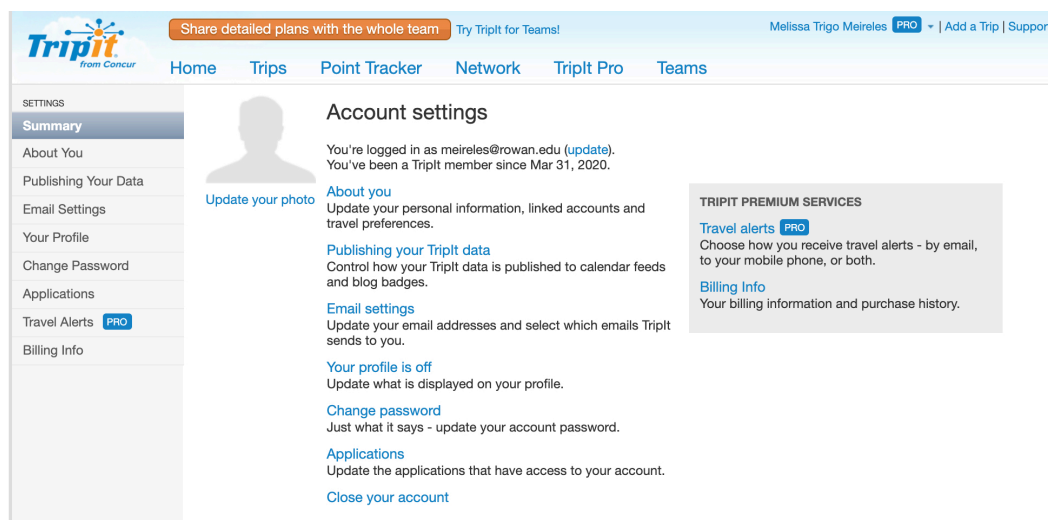 Tripit
from Concur
Share detailed plans with the whole team Try TripIt for Teams!
Melissa Trigo Meireles PRO | Add a Trip | Suppor
Home Trips Point Tracker Network TripIt Pro Teams
SETTINGS
Summary
About You
Publishing Your Data
Email Settings
Your Profile
Change Password
Applications
Travel Alerts PRO
Billing Info
Update your photo
Account settings
You're logged in as meireles@rowan.edu (update).
You've been a TripIt member since Mar 31, 2020.
About you
Update your personal information, linked accounts and
travel preferences.
Publishing your TripIt data
Control how your TripIt data is published to calendar feeds
and blog badges.
Email settings
Update your email addresses and select which emails TripIt
sends to you.
Your profile is off
Update what is displayed on your profile.
Change password
Just what it says - update your account password.
Applications
Update the applications that have access to your account.
Close your account
TRIPIT PREMIUM SERVICES
Travel alerts PRO
Choose how you receive travel alerts - by email,
to your mobile phone, or both.
Billing Info
Your billing information and purchase history.